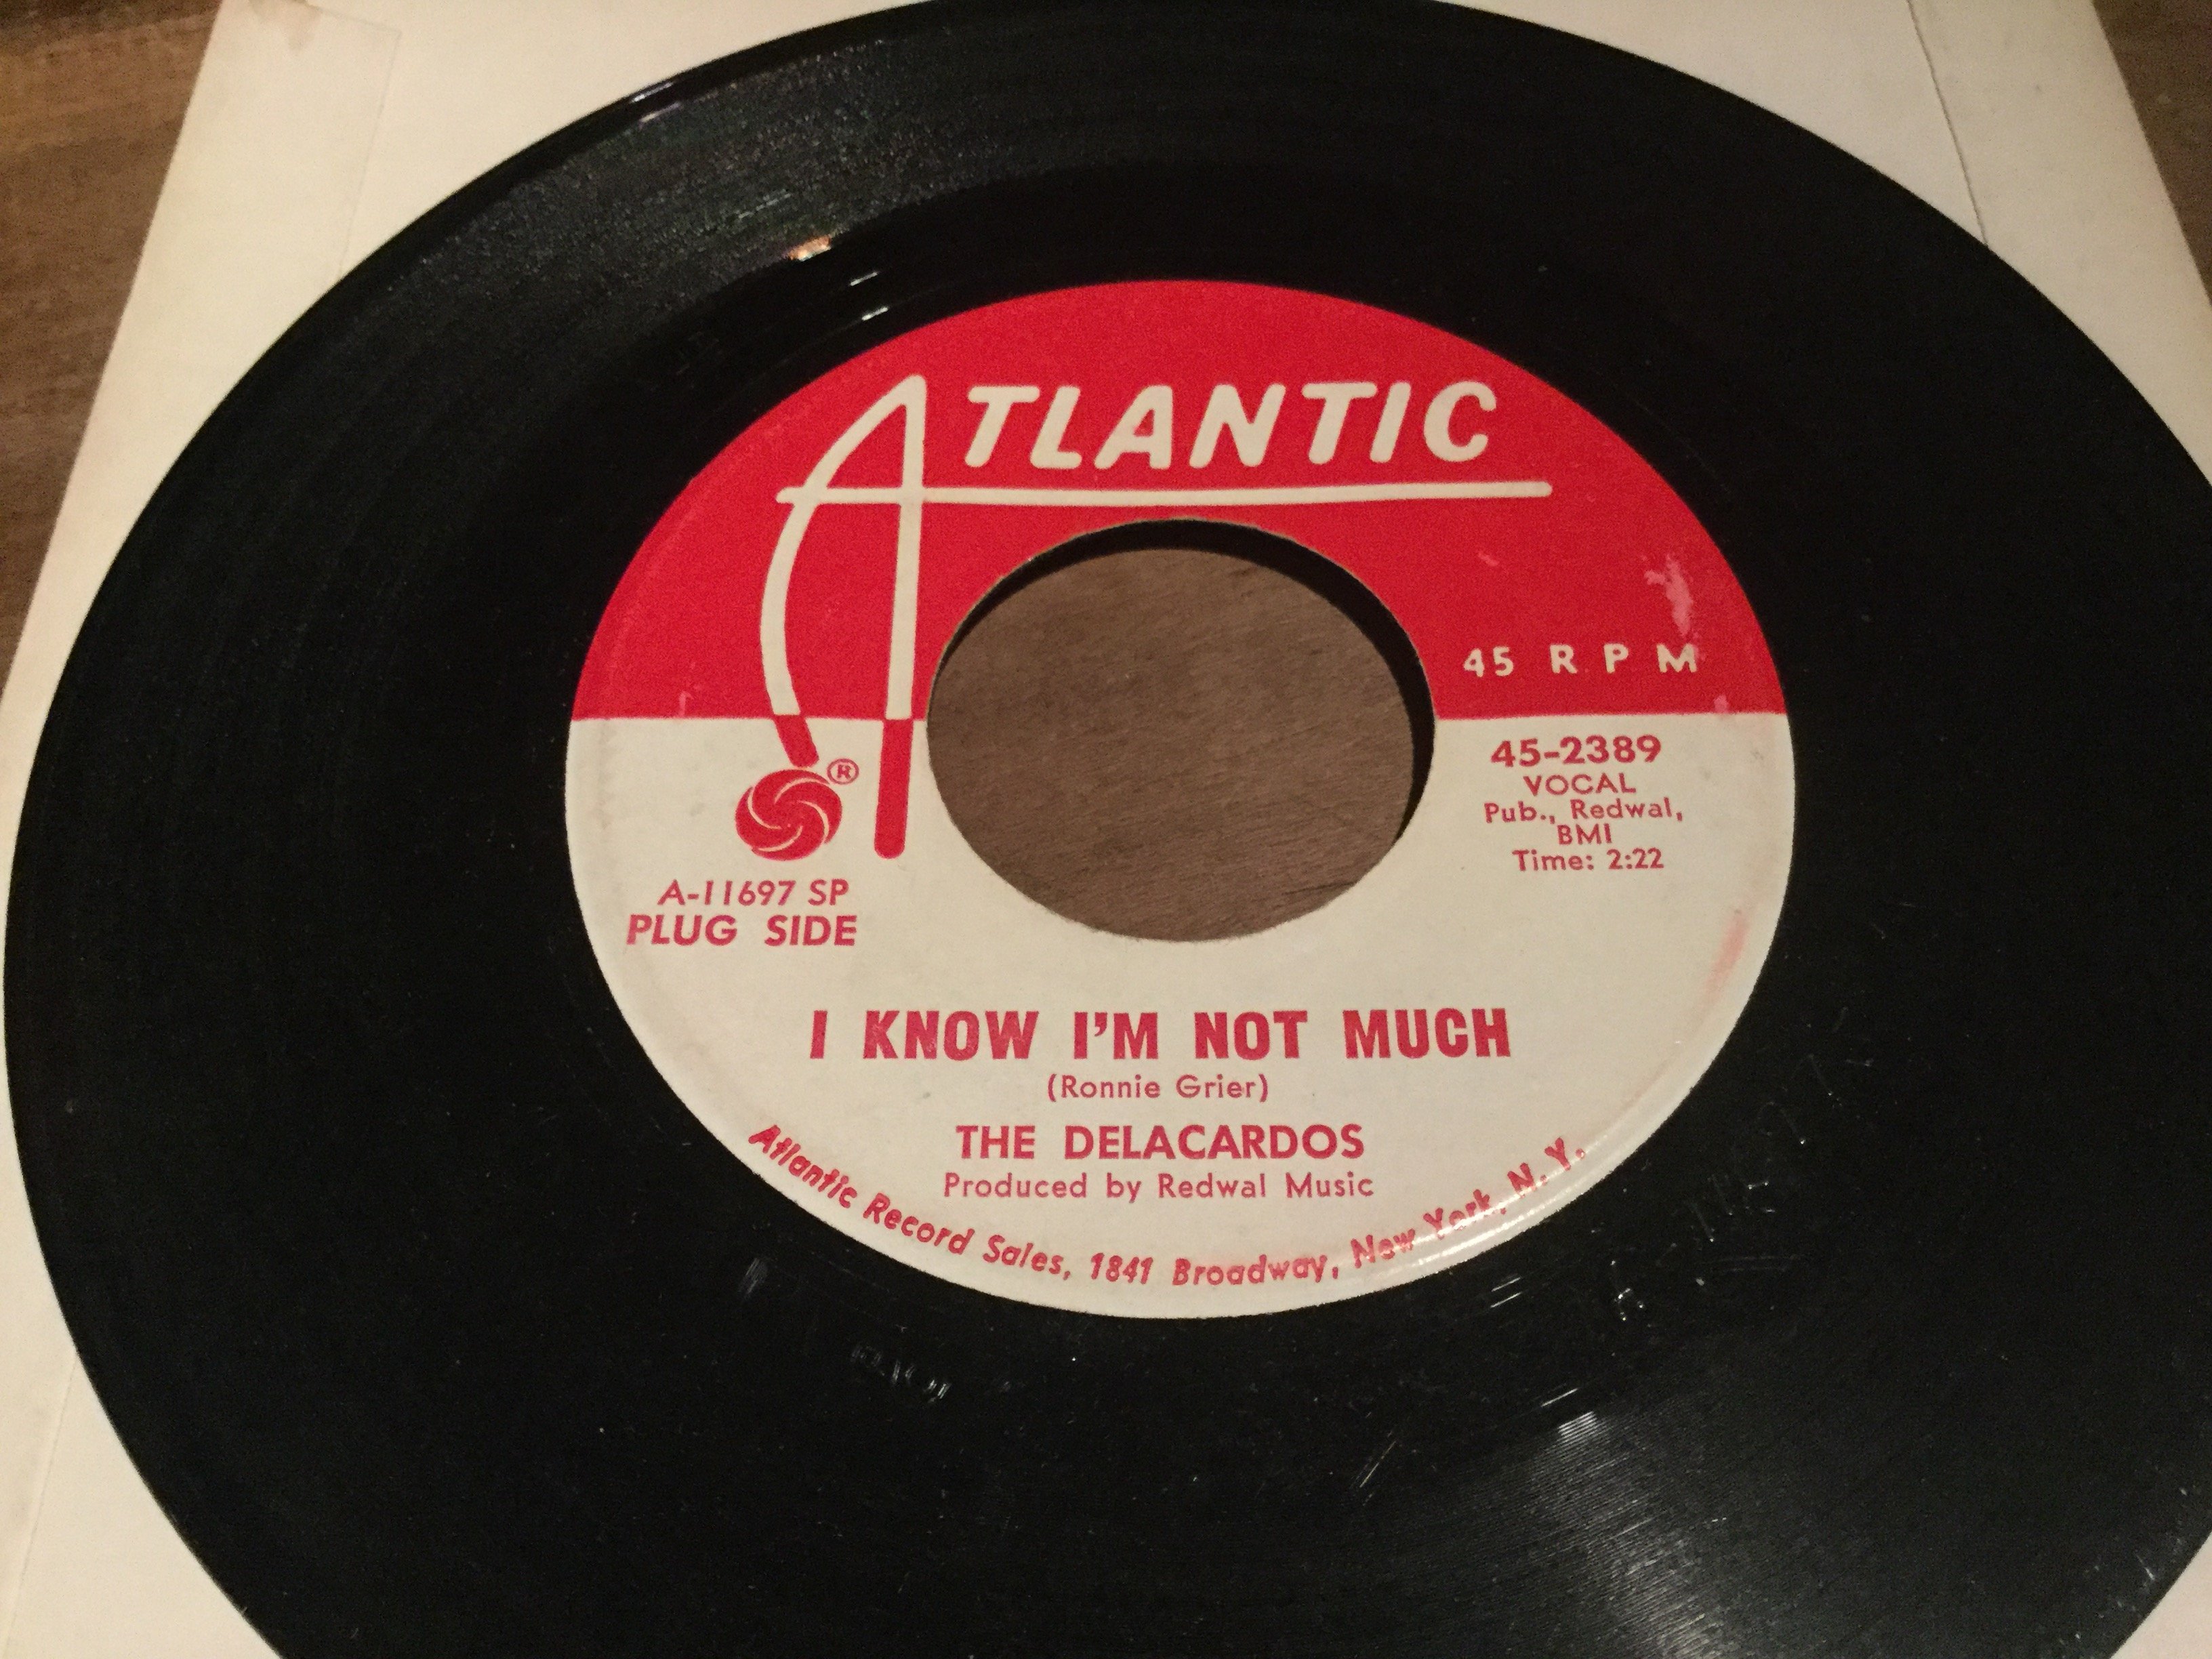 ATLANTIC
45 RPM
®
45-2389
VOCAL
Pub., Redwal,
BMI
Time: 2:22
A-11697 SP
PLUG SIDE
I KNOW I'M NOT MUCH
(Ronnie Grier)
THE DELACARDOS
Produced by Redwal Music
Atlantic Record Sales, 1841 Broadway, New York, N. Y.